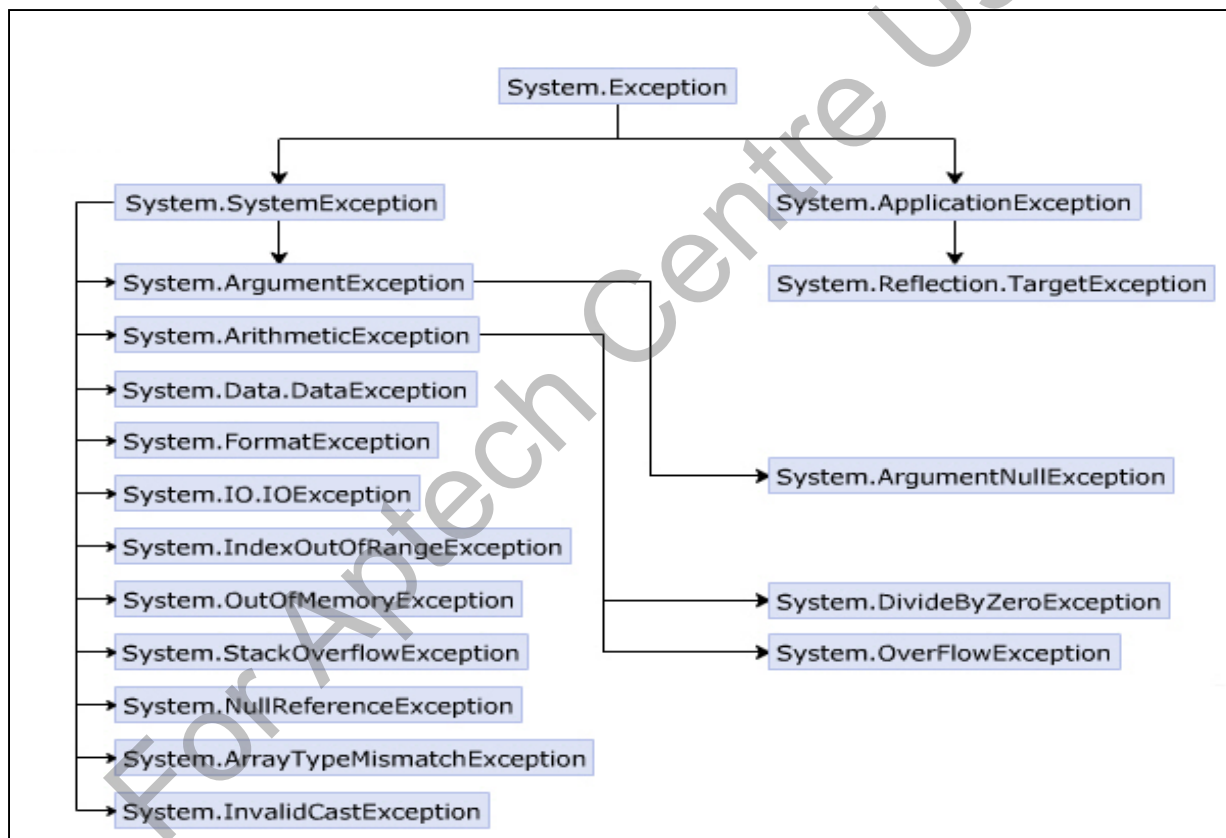 System.Exception
System.SystemException
System.ApplicationException
System.ArgumentException
System.Reflection.TargetException
System.ArithmeticException
System.Data.DataException
System.FormatException
System.ArgumentNullException
System.IO.IOException
System.IndexOutOfRangeException
System.OutOfMemoryException
System.DivideByZeroException
System.StackOverflowException
System.OverFlowException
System.NullReferenceException
System.ArrayTypeMismatchException
System.InvalidCastException
For Aptech Centre